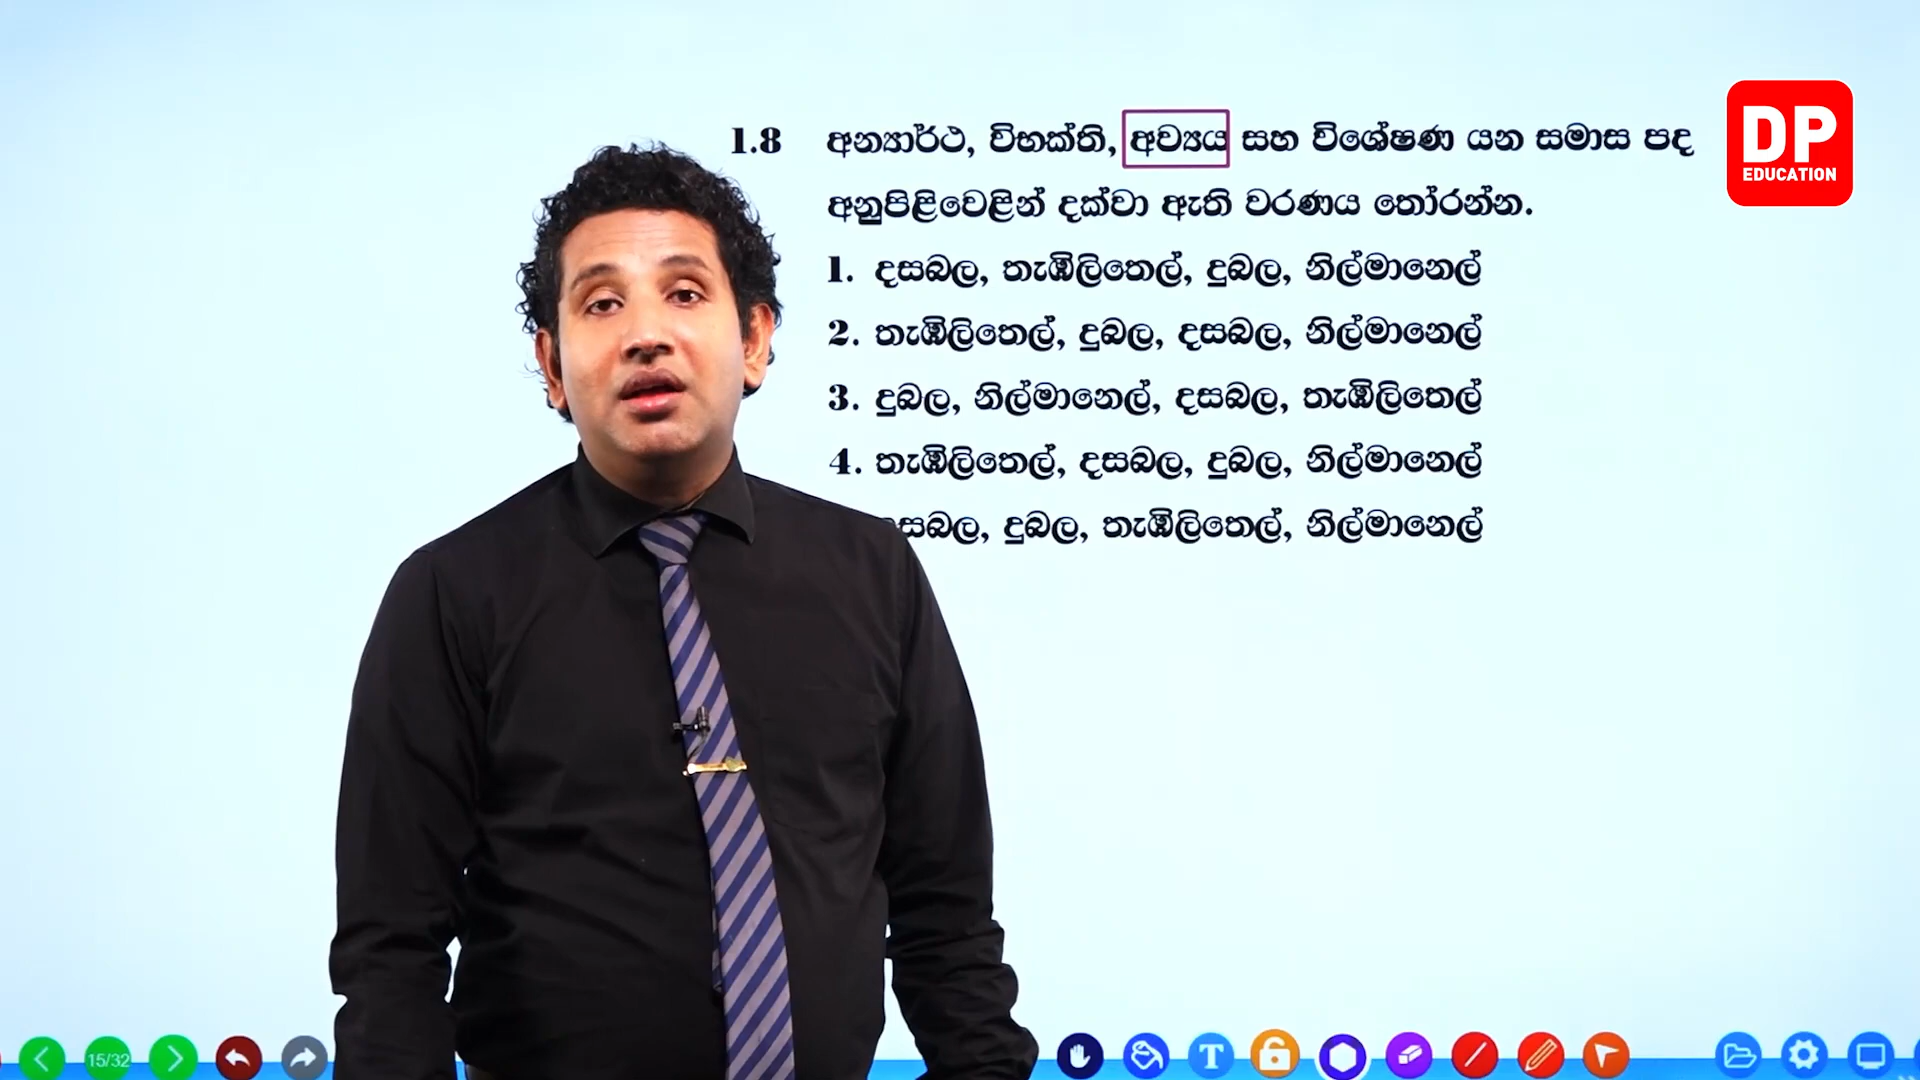 1.8 අන්‍යාර්ථ, විභක්ති, අව්‍යය සහ විශේෂණ යන සමාස පද
අනුපිළිවෙළින් දක්වා ඇති වරණය තෝරන්න.
1. දසබල, තැඹිලිතෙල්, දුබල, නිල්මානෙල්
2. තැඹිලිතෙල්, දුබල, දසබල, නිල්මානෙල්
3. දුබල, නිල්මානෙල්, දසබල, තැඹිලිතෙල්
4. තැඹිලිතෙල්, දසබල, දුබල, නිල්මානෙල්
දුබල, තැඹිලිතෙල්, නිල්මානෙල්
DP
EDUCATION
15/32
T